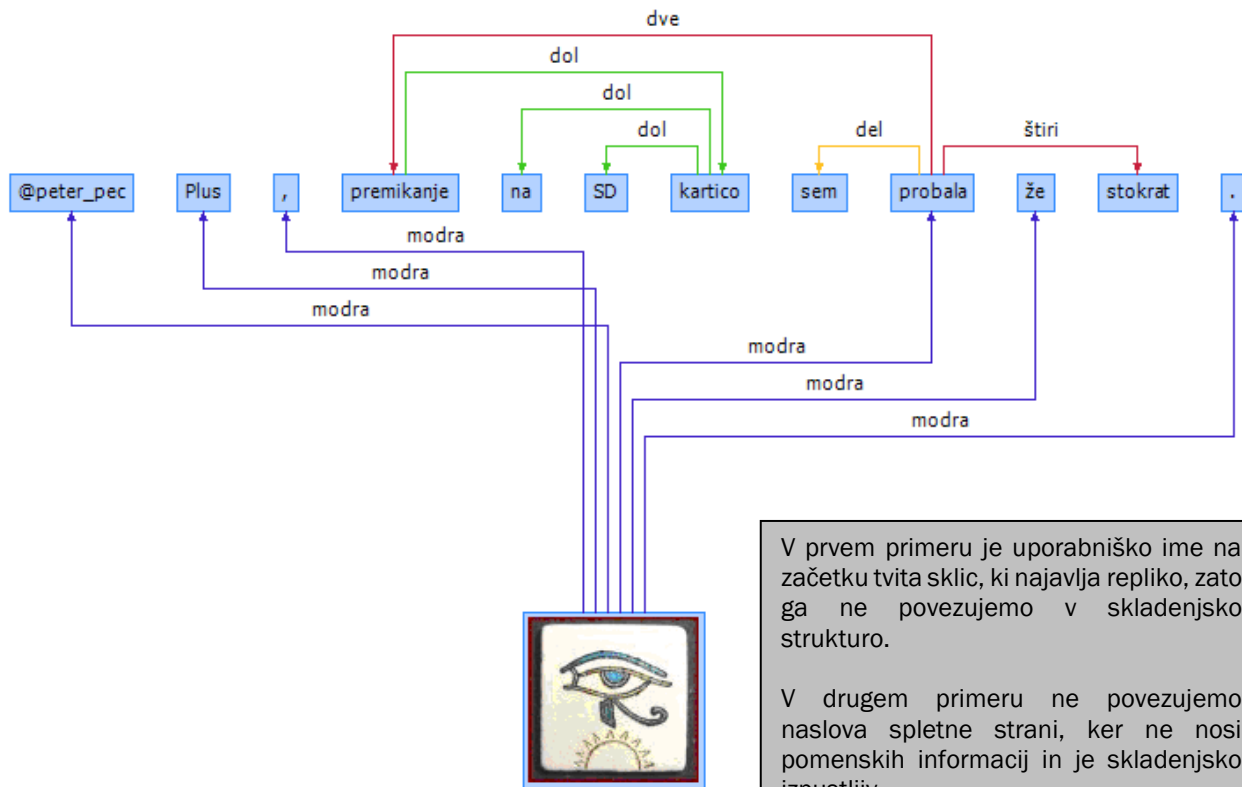 dve
dol
dol
dol del štiri
@peter_pec Plus , premikanje na SD kartico sem probala že stokrat .
modra
modra
modra
modra
modra
modra
V prvem primeru je uporabniško ime na
začetku tvita sklic, ki najavlja repliko, zato
ga ne povezujemo v skladenjsko
strukturo.
V drugem primeru ne povezujemo
naslova spletne strani, ker ne nosi
pomenskih informacij in je skladenjsko